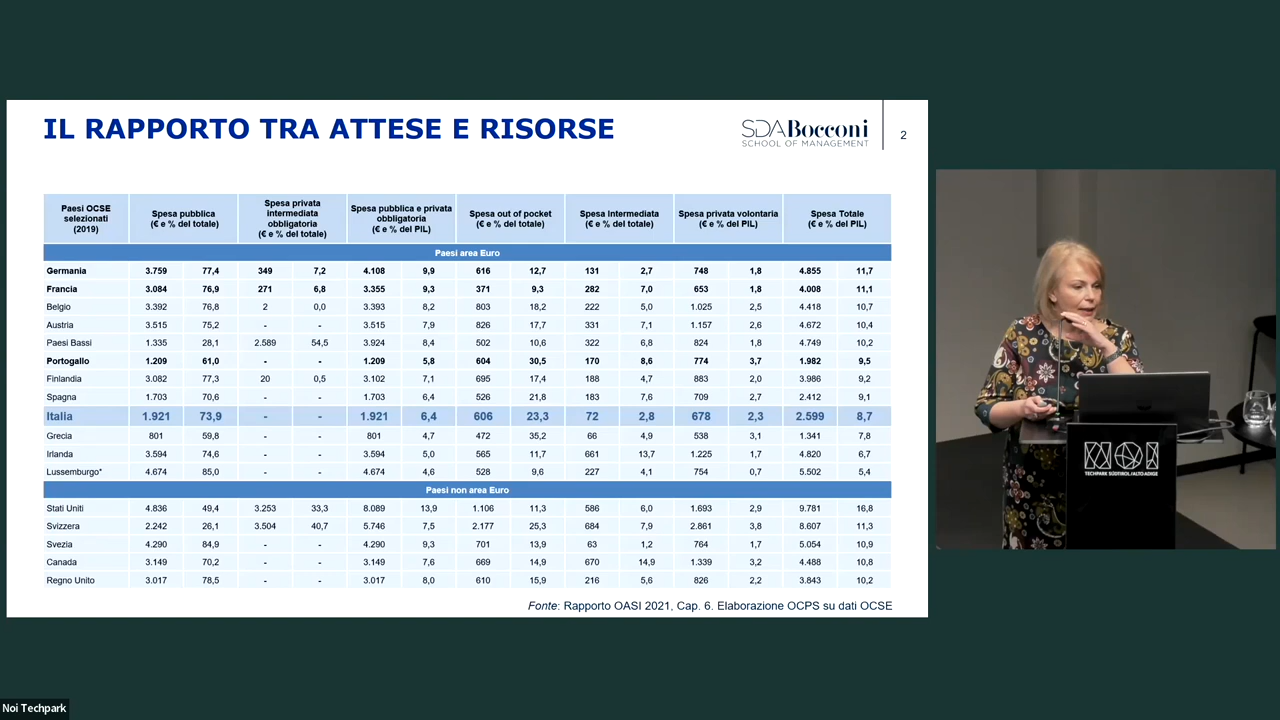 IL RAPPORTO TRA ATTESE E RISORSE
SDA Bocconi
SCHOOL OF MANAGEMENT
2
Paesi OCSE selezionati (2019) Spesa pubblica (€ e % del totale) Spesa privata intermediata obbligatoria (€ e % del totale) Spesa pubblica e privata obbligatoria (€ e % del PIL) Spesa out of pocket (€ e % del totale) Spesa Intermediata (€ e % del totale) Spesa privata volontaria (€ e % del PIL) Spesa Totale (€ e % del PIL)
Paesi area Euro
Germania 3.759 77,4 349 7,2 4.108 9,9 616 12,7 131 2,7 748 1,8 4.855 11,7
Francia 3.084 76,9 271 6,8 3.355 9,3 371 9,3 282 7,0 653 1,8 4.008 11,1
Belgio 3.392 76,8 2 0,0 3.393 8,2 803 18,2 222 5,0 1.025 2,5 4.418 10,7
Austria 3.515 75,2 - - 3.515 7,9 826 17,7 331 7,1 1.157 2,6 4.672 10,4
Paesi Bassi 1.335 28,1 2.589 54,5 3.924 8,4 502 10,6 322 6,8 824 1,8 4.749 10,2
Portogallo 1.209 61,0 - - 1.209 5,8 604 30,5 170 8,6 774 3,7 1.982 9,5
Finlandia 3.082 77,3 20 0,5 3.102 7,1 695 17,4 188 4,7 883 2,0 3.986 9,2
Spagna 1.703 70,6 - - 1.703 6,4 526 21,8 183 7,6 709 2,7 2.412 9,1
Italia 1.921 73,9 - - 1.921 6,4 606 23,3 72 2,8 678 2,3 2.599 8,7
Grecia 801 59,8 - - 801 4,7 472 35,2 66 4,9 538 3,1 1.341 7,8
Irlanda 3.594 74,6 - - 3.594 5,0 565 11,7 661 13,7 1.225 1,7 4.820 6,7
Lussemburgo* 4.674 85,0 - - 4.674 4,6 528 9,6 227 4,1 754 0,7 5.502 5,4
Paesi non area Euro
Stati Uniti 4.836 49,4 3.253 33,3 8.089 13,9 1.106 11,3 586 6,0 1.693 2,9 9.781 16,8
Svizzera 2.242 26,1 3.504 40,7 5.746 7,5 2.177 25,3 684 7,9 2.861 3,8 8.607 11,3
Svezia 4.290 84,9 - - 4.290 9,3 701 13,9 63 1,2 764 1,7 5.054 10,9
Canada 3.149 70,2 - - 3.149 7,6 669 14,9 670 14,9 1.339 3,2 4.488 10,8
Regno Unito 3.017 78,5 - - 3.017 8,0 610 15,9 216 5,6 826 2,2 3.843 10,2
Fonte: Rapporto OASI 2021, Cap. 6. Elaborazione OCPS su dati OCSE
NOI
TECHPARK SÜDTIROL/ALTO ADIGE
Noi Techpark